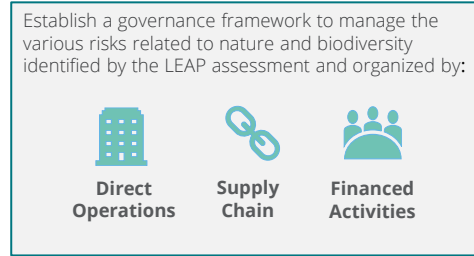 Establish a governance framework to manage the
various risks related to nature and biodiversity
identified by the LEAP assessment and organized by:
Direct
Operations
Supply
Chain
Financed
Activities